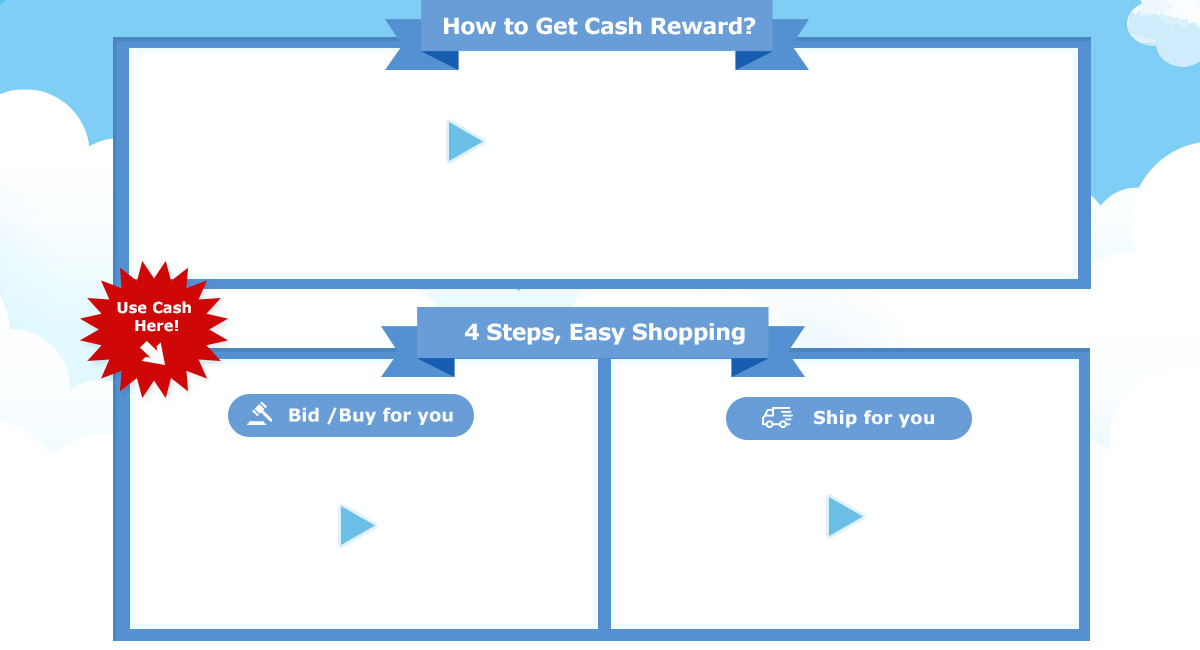 How to Get Cash Reward?
Use Cash
Here!
4 Steps, Easy Shopping
Bid /Buy for you
Ship for you